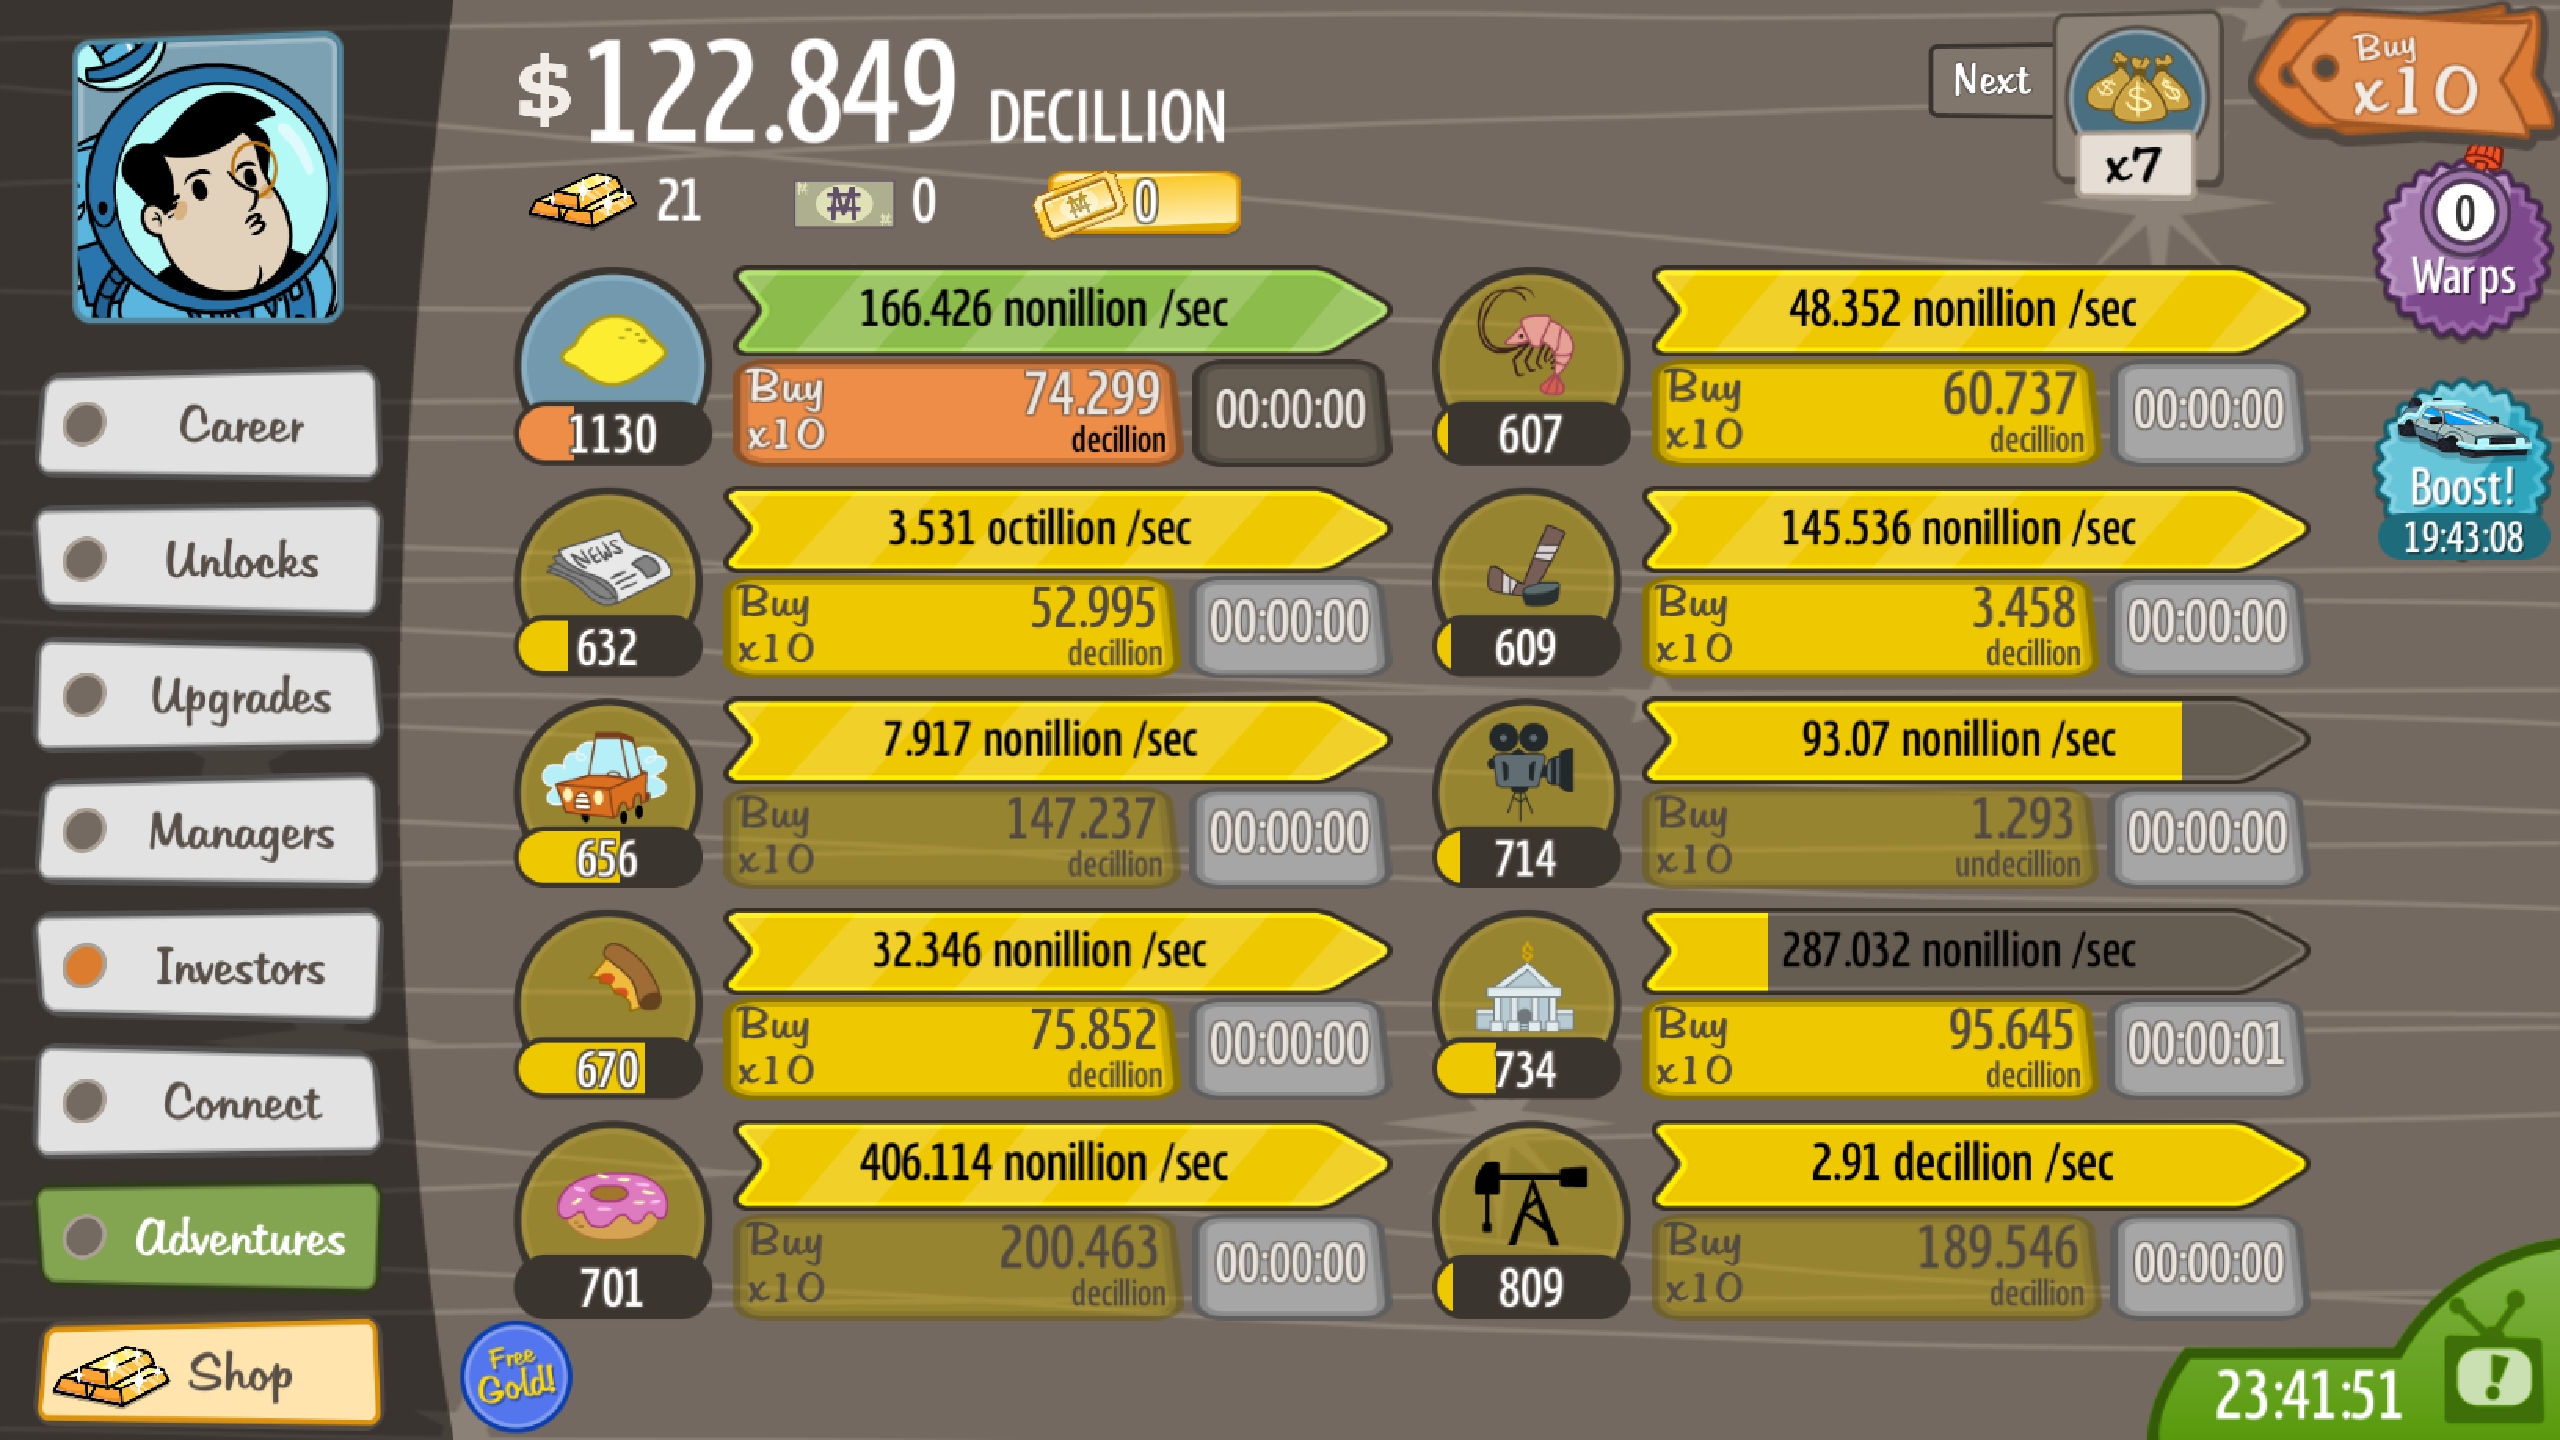 $122.849 DECILLION
21
0
0
Next
x7
Buy
x10
0
Warps
Boost!
19:43:08
Career
Unlocks
Upgrades
Managers
Investors
Connect
Adventures
Shop
166.426 nonillion /sec
Buy
x10
74.299
decillion
00:00:00
1130
NEWS
3.531 octillion /sec
Buy
x10
52.995
decillion
00:00:00
632
7.917 nonillion /sec
Buy
x10
147.237
decillion
00:00:00
656
32.346 nonillion /sec
Buy
x10
75.852
decillion
00:00:00
670
406.114 nonillion /sec
Buy
x10
200.463
decillion
00:00:00
701
48.352 nonillion /sec
Buy
x10
60.737
decillion
00:00:00
607
145.536 nonillion /sec
Buy
x10
3.458
decillion
00:00:00
609
93.07 nonillion /sec
Buy
x10
1.293
undecillion
00:00:00
714
287.032 nonillion /sec
Buy
x10
95.645
decillion
00:00:01
734
2.91 decillion /sec
Buy
x10
189.546
decillion
00:00:00
809
Free
Gold!
23:41:51